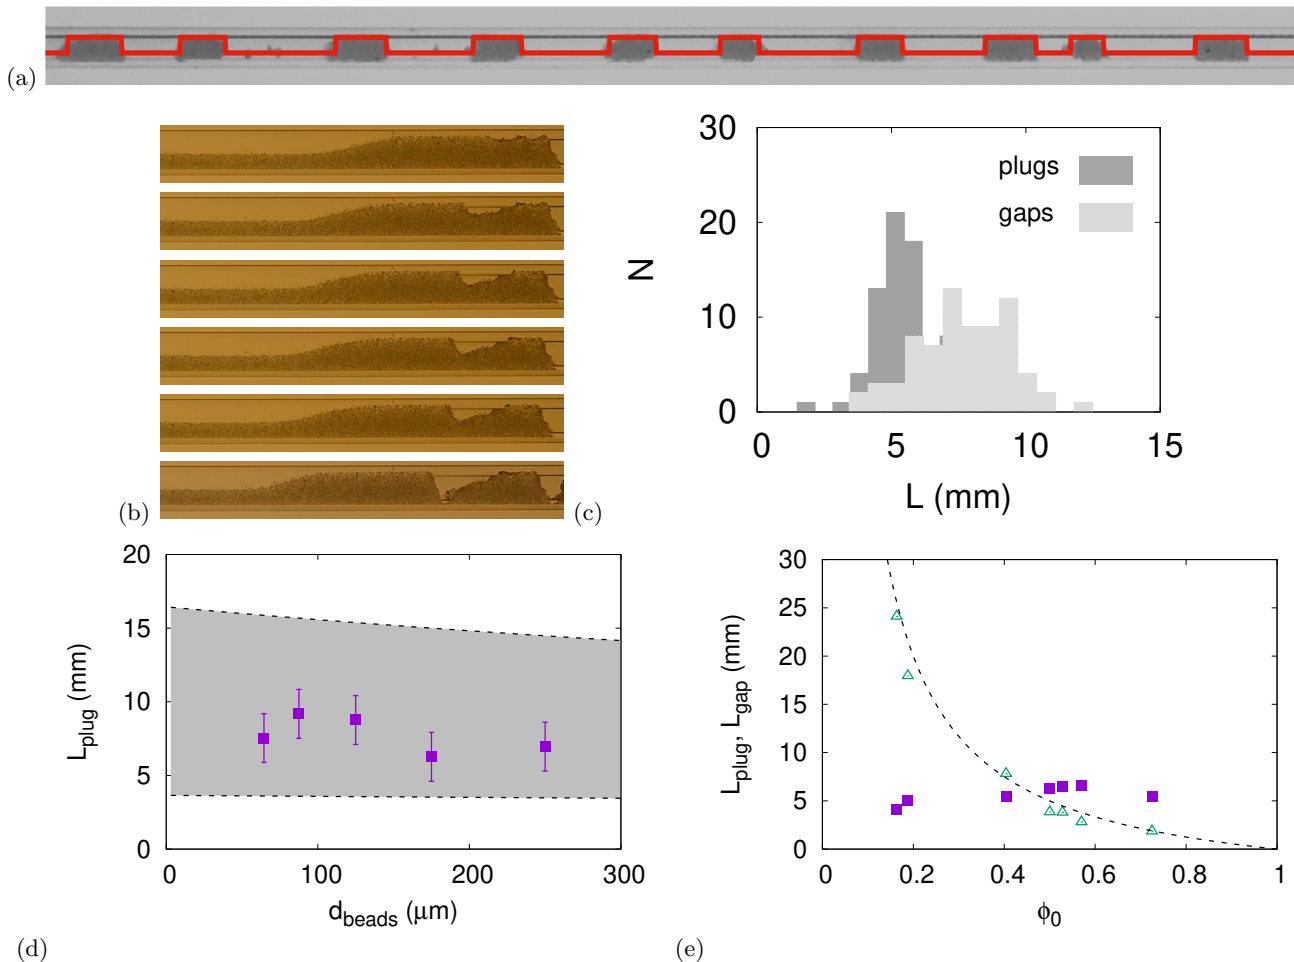 (a)
(b)
(c)
30
20
10
0
N
plugs
gaps
0 5 10 15
L (mm)
20
15
10
5
0
L_plug (mm)
0 100 200 300
d_beads (μm)
(d)
30
25
20
15
10
5
0
L_plug, L_gap (mm)
0 0.2 0.4 0.6 0.8 1
ϕ_0
(e)